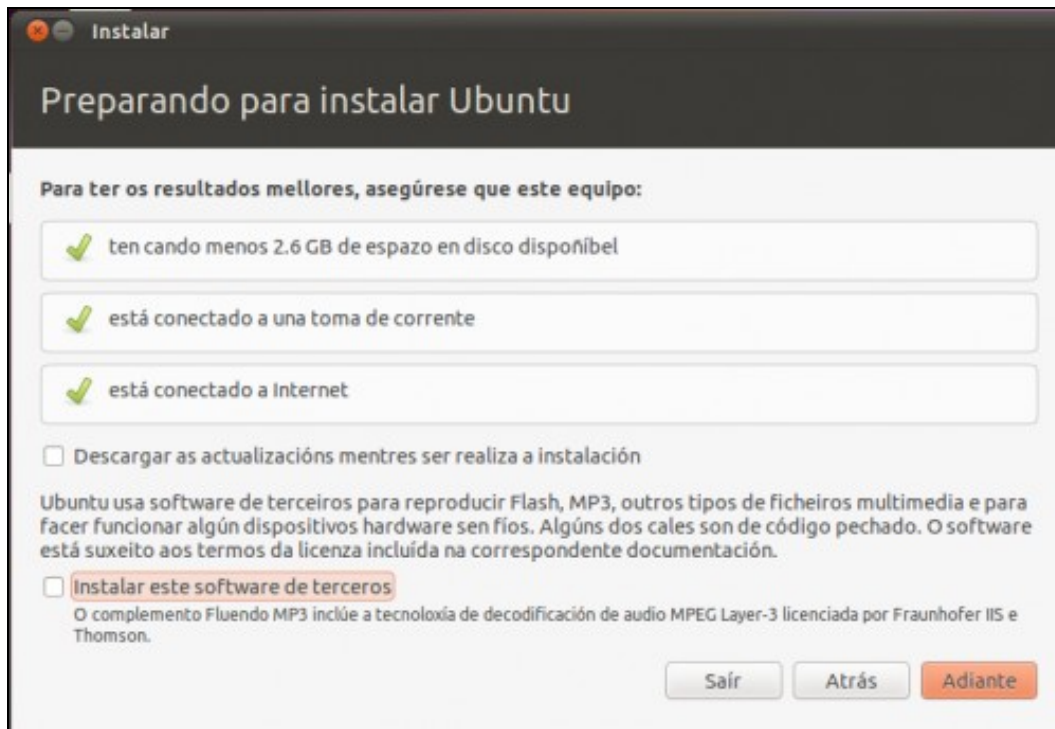 Instalar
Preparando para instalar Ubuntu
Para ter os resultados mellores, asegúrese que este equipo:
ten cando menos 2.6 GB de espazo en disco dispoñíbel
está conectado a una toma de corrente
está conectado a Internet
Descargar as actualizacións mentres ser realiza a instalación
Ubuntu usa software de terceiros para reproducir Flash, MP3, outros tipos de ficheiros multimedia e para
facer funcionar algún dispositivos hardware sen fíos. Algúns dos cales son de código pechado. O software
está suxeito aos termos da licenza incluída na correspondente documentación.
Instalar este software de terceros
O complemento Fluendo MP3 inclúe a tecnoloxía de decodificación de audio MPEG Layer-3 licenciada por Fraunhofer IIS e
Thomson.
Saír Atrás Adiante